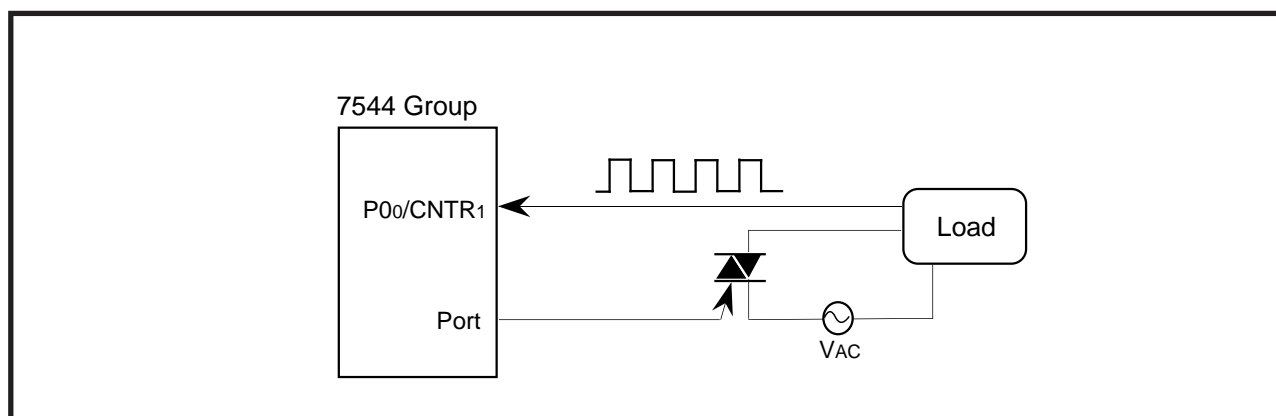 7544 Group
P00/CNTR1
Load
Port
VAC